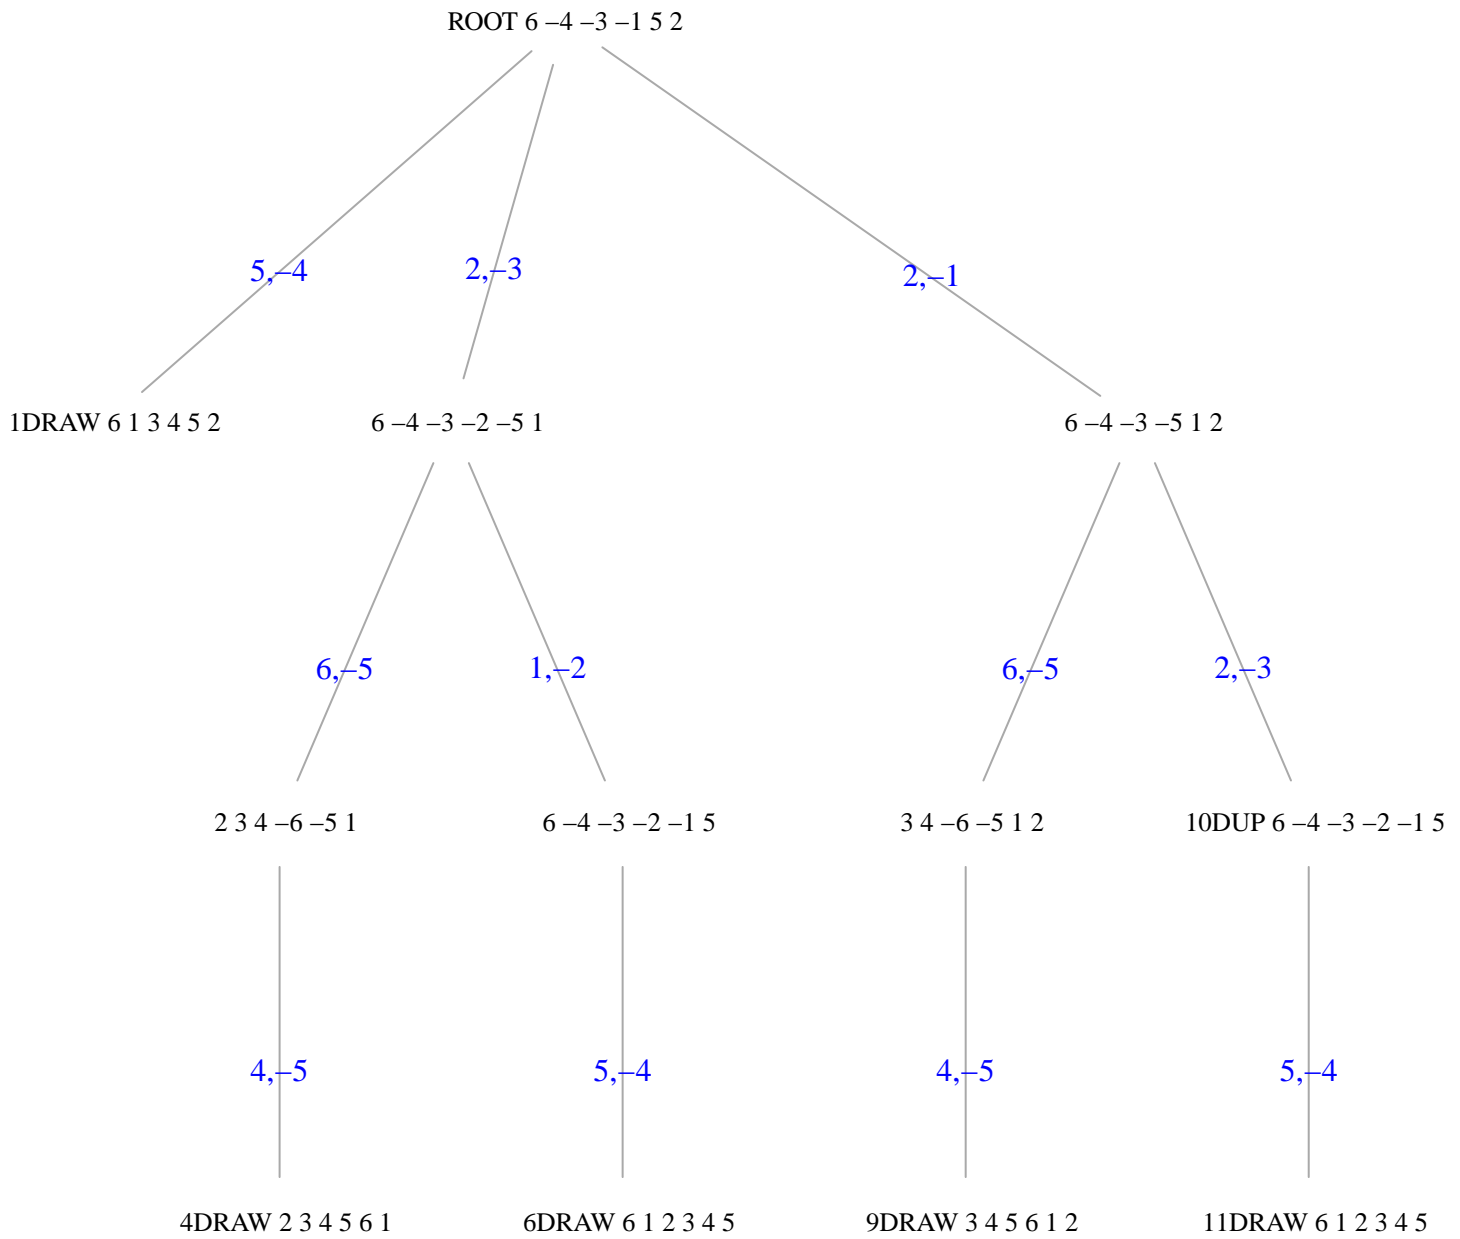 ROOT 6 –4 –3 –1 5 2
5,–4
2,–3
2,–1
1DRAW 6 1 3 4 5 2
6 –4 –3 –2 –5 1
6 –4 –3 –5 1 2
6,–5
1,–2
6,–5
2,–3
2 3 4 –6 –5 1
6 –4 –3 –2 –1 5
3 4 –6 –5 1 2
10DUP 6 –4 –3 –2 –1 5
4,–5
5,–4
4,–5
5,–4
4DRAW 2 3 4 5 6 1
6DRAW 6 1 2 3 4 5
9DRAW 3 4 5 6 1 2
11DRAW 6 1 2 3 4 5